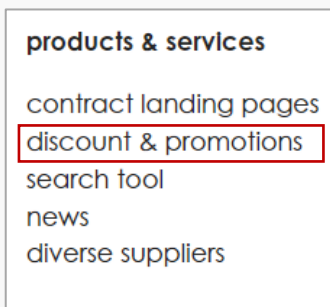 products & services
contract landing pages
discount & promotions
search tool
news
diverse suppliers